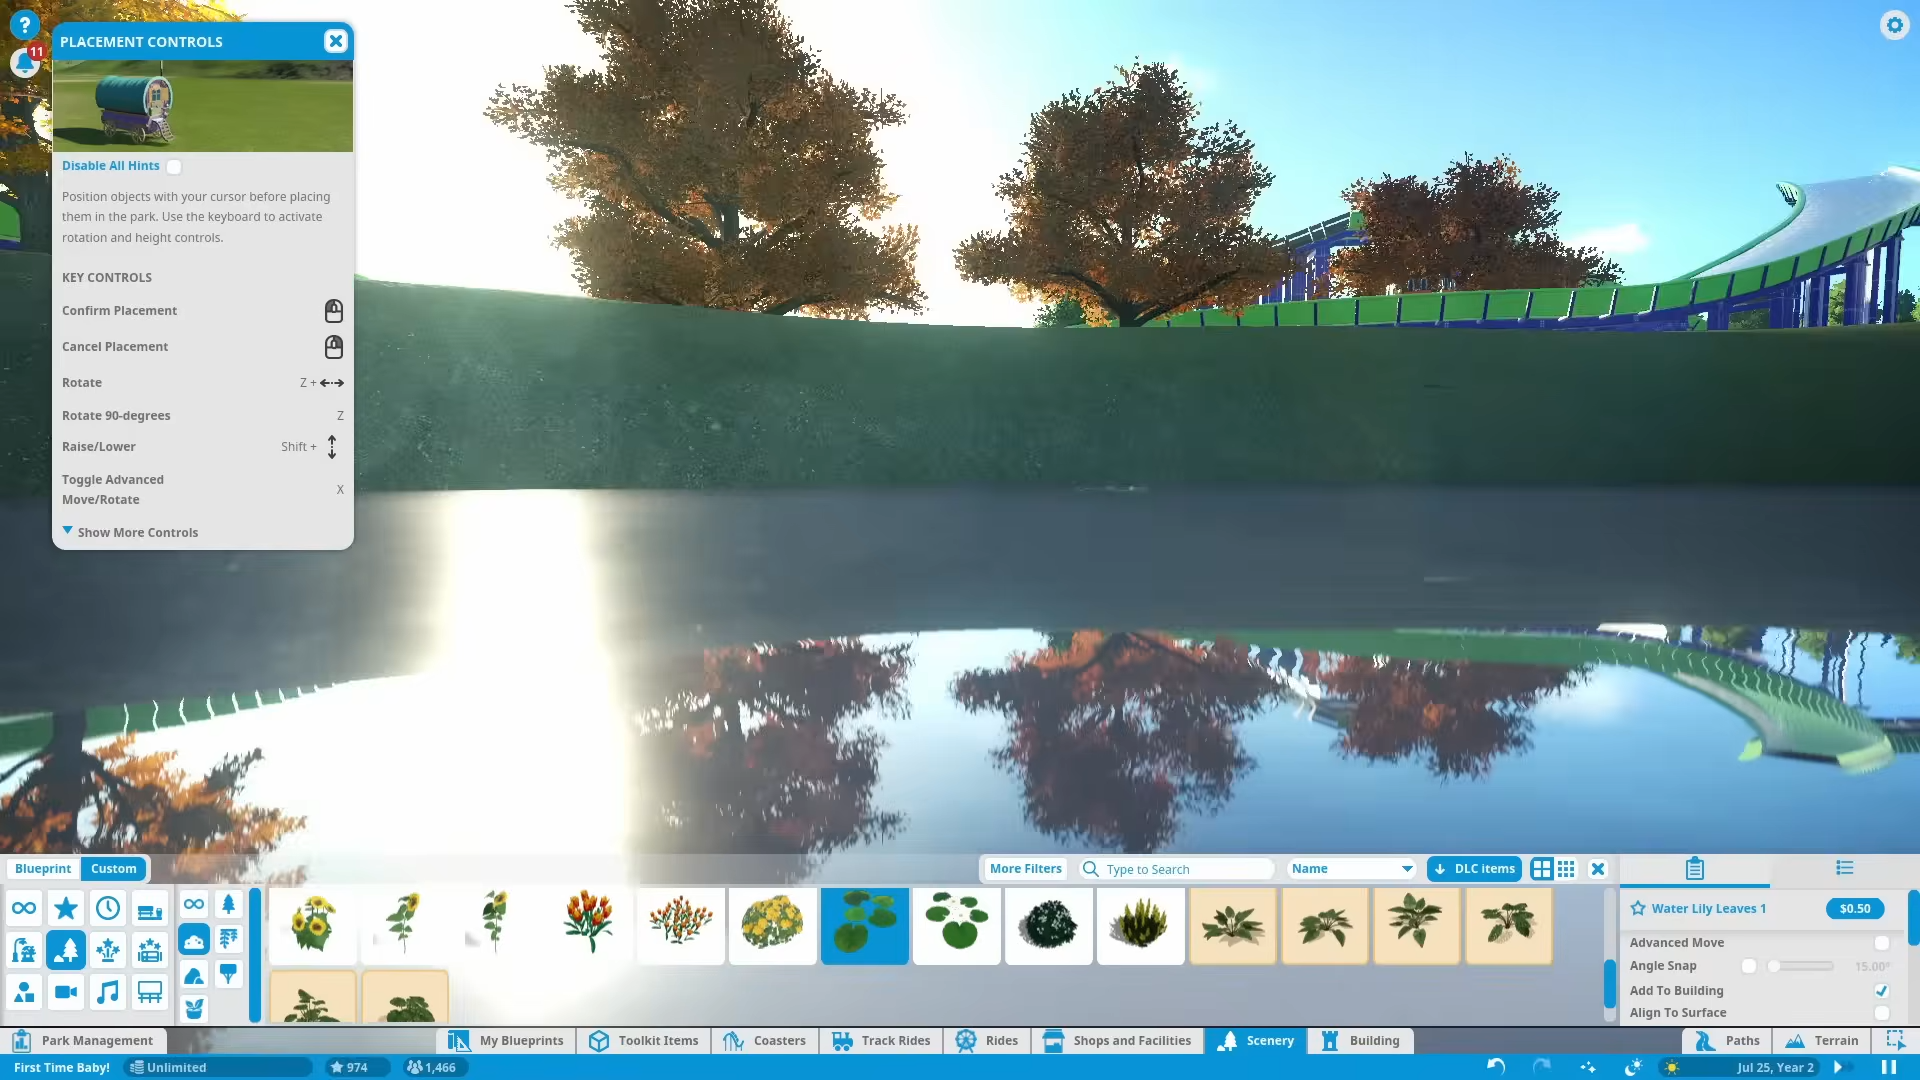 ?
11
PLACEMENT CONTROLS
Disable All Hints
Position objects with your cursor before placing
them in the park. Use the keyboard to activate
rotation and height controls.
KEY CONTROLS
Confirm Placement
Cancel Placement
Rotate Z +
Rotate 90-degrees Z
Raise/Lower Shift +
Toggle Advanced
Move/Rotate X
Show More Controls
Blueprint Custom
More Filters Type to Search Name DLC items
Water Lily Leaves 1 $0.50
Advanced Move
Angle Snap 15.00°
Add To Building
Align To Surface
Park Management My Blueprints Toolkit Items Coasters Track Rides Rides Shops and Facilities Scenery Building Paths Terrain
First Time Baby! Unlimited 974 1,466 Jul 25, Year 2